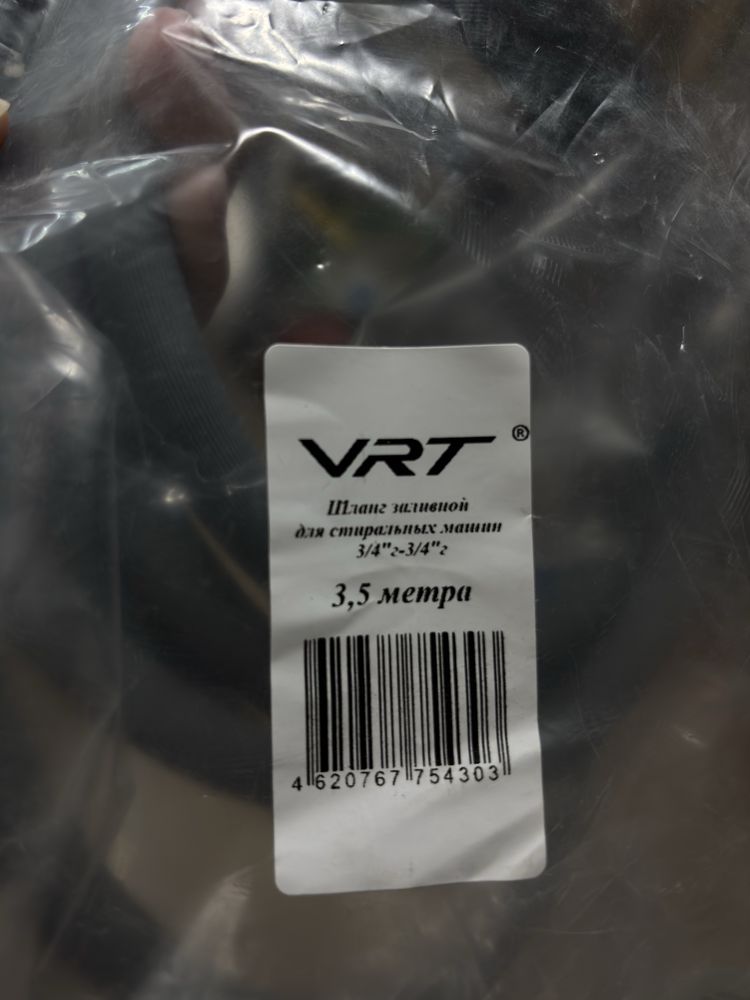 VRT®
Шланг заливной
для стиральных машин
3/4"г-3/4"г
3,5 метра
4 620767 754303